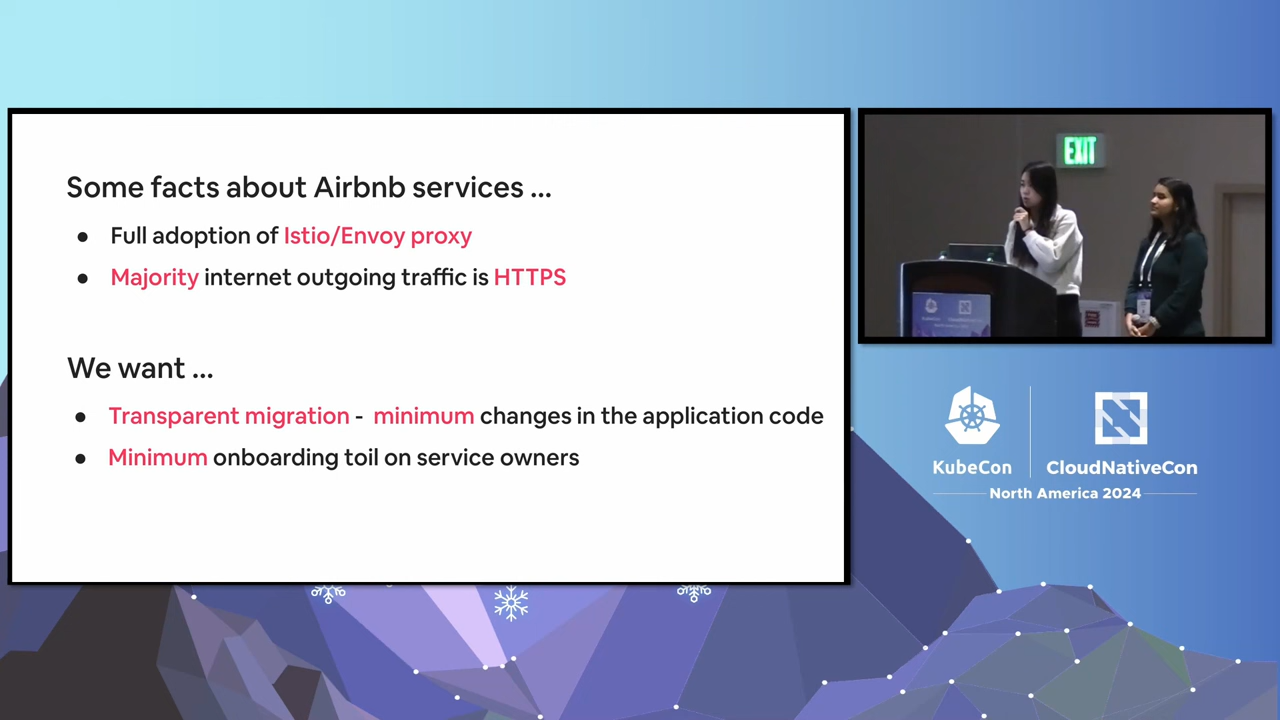 Some facts about Airbnb services ...
● Full adoption of Istio/Envoy proxy
● Majority internet outgoing traffic is HTTPS
We want ...
● Transparent migration - minimum changes in the application code
● Minimum onboarding toil on service owners
EXIT
KubeCon
CloudNativeCon
North America 2024